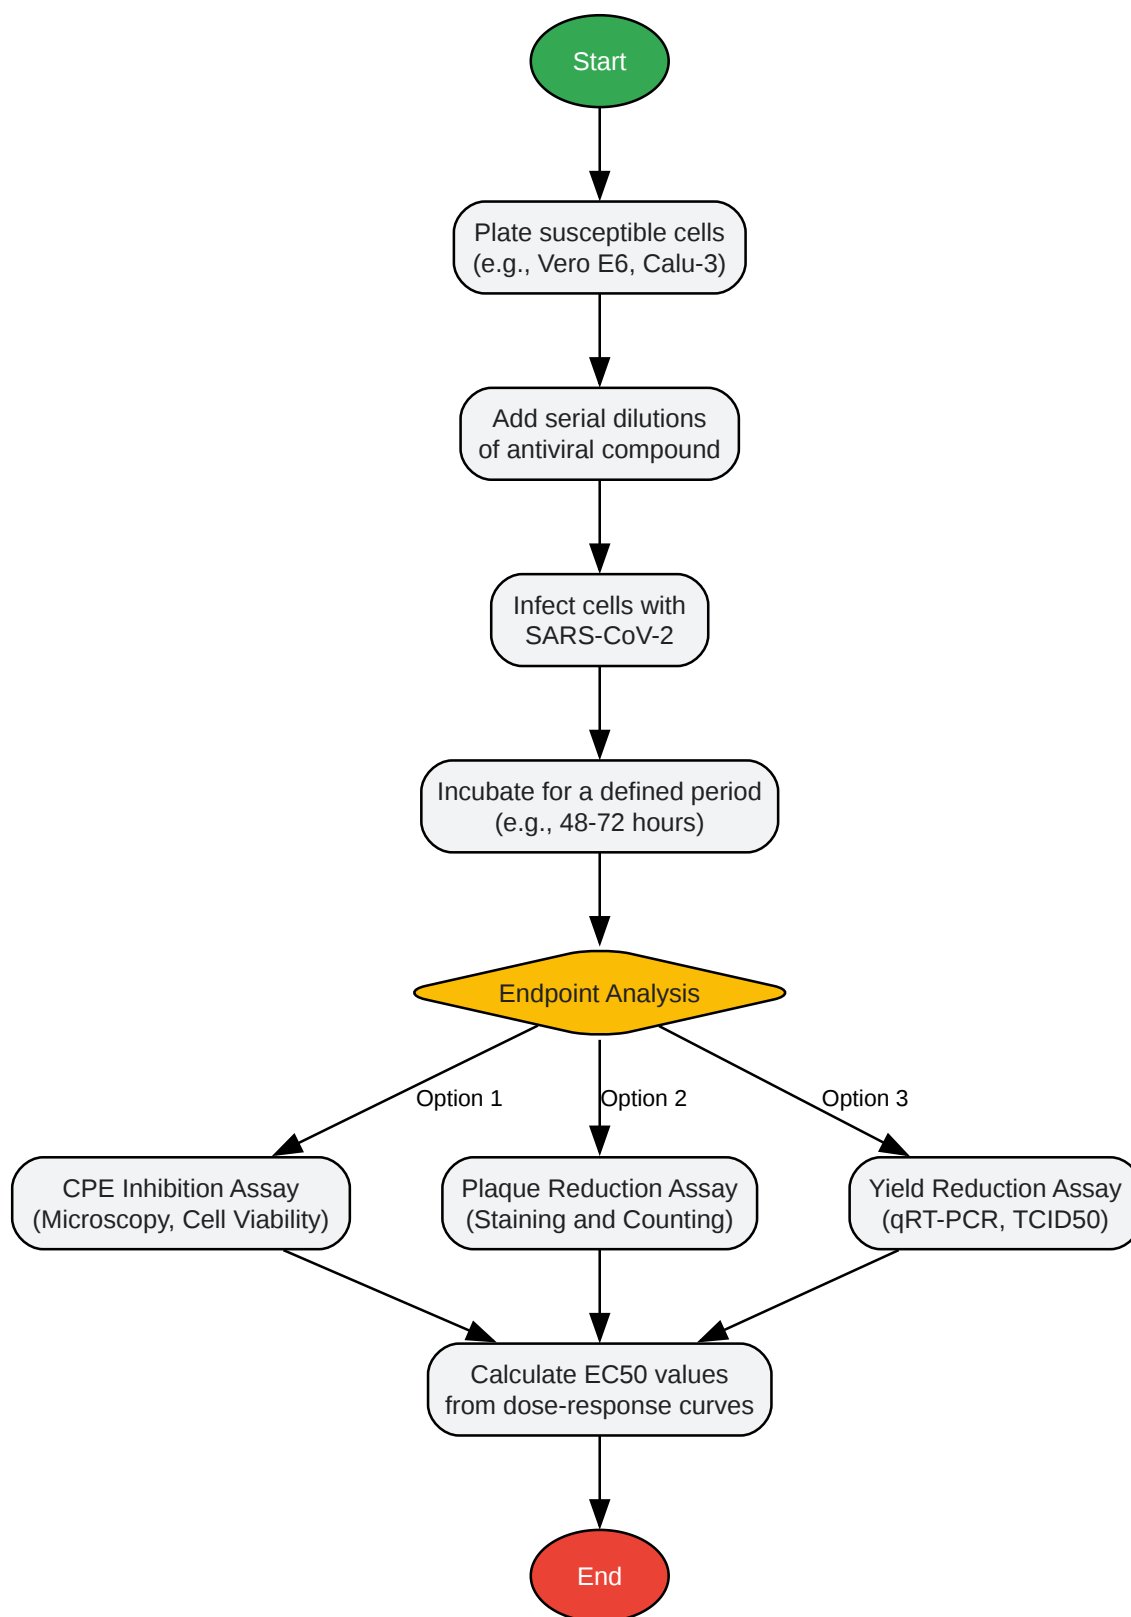 Start
Plate susceptible cells
(e.g., Vero E6, Calu-3)
Add serial dilutions
of antiviral compound
Infect cells with
SARS-CoV-2
Incubate for a defined period
(e.g., 48-72 hours)
Endpoint Analysis
Option 1
Option 2
Option 3
CPE Inhibition Assay
(Microscopy, Cell Viability)
Plaque Reduction Assay
(Staining and Counting)
Yield Reduction Assay
(qRT-PCR, TCID50)
Calculate EC50 values
from dose-response curves
End